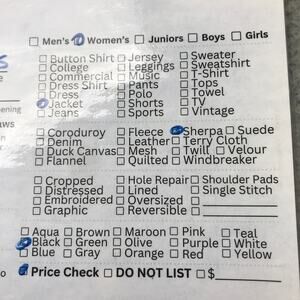 Men's Women's Juniors Boys Girls
Button Shirt Jersey Sweater
College Leggings Sweatshirt
Commercial Music T-Shirt
Dress Shirt Pants Tops
Dress Polo Towel
Jacket Shorts TV
Jeans Sports Vintage
Corduroy Fleece Sherpa Suede
Denim Leather Terry Cloth
Duck Canvas Mesh Twill Velour
Flannel Quilted Windbreaker
Cropped Hole Repair Shoulder Pads
Distressed Lined Single Stitch
Embroidered Oversized
Graphic Reversible
Aqua Brown Maroon Pink Teal
Black Green Olive Purple White
Blue Gray Orange Red Yellow
Price Check DO NOT LIST $